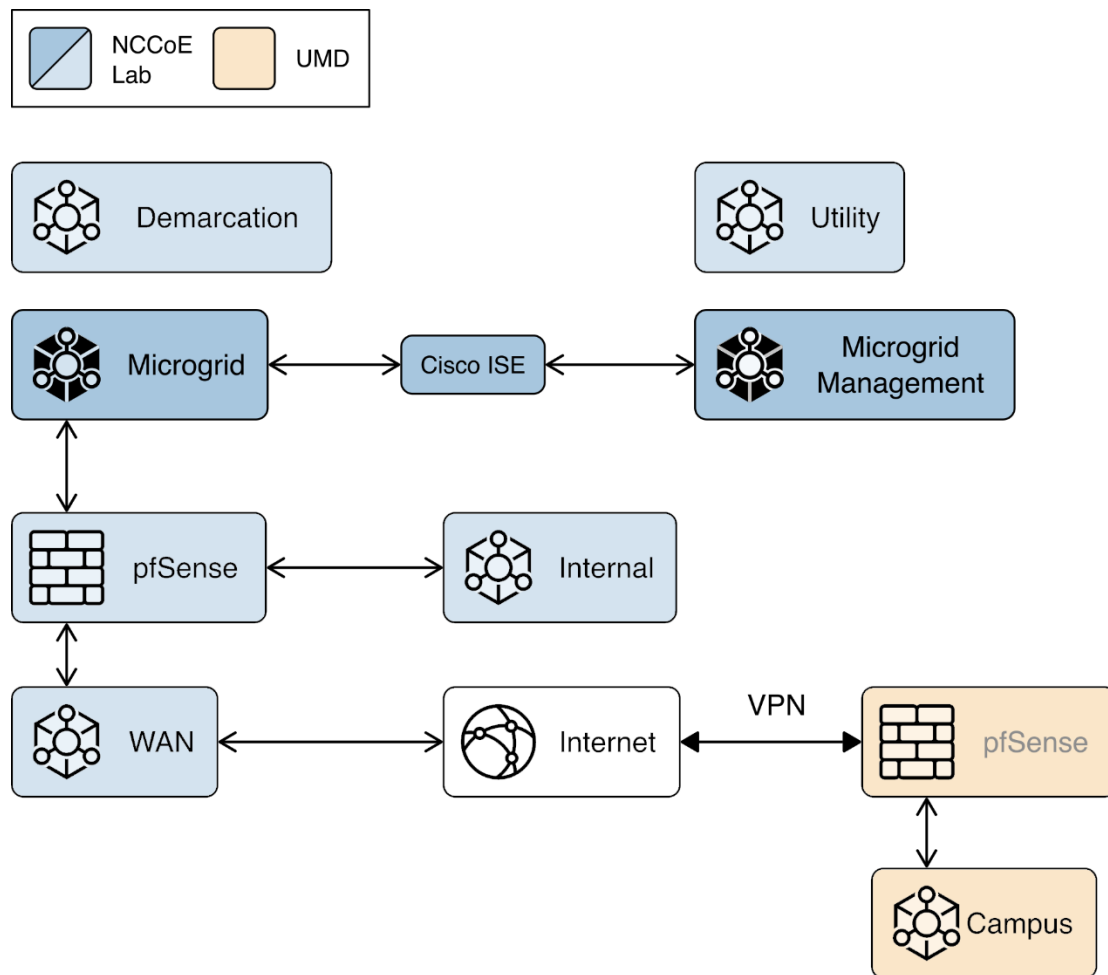 NCCoE
Lab
UMD
Demarcation
Utility
Microgrid
Cisco ISE
Microgrid
Management
pfSense
Internal
WAN
Internet
VPN
pfSense
Campus